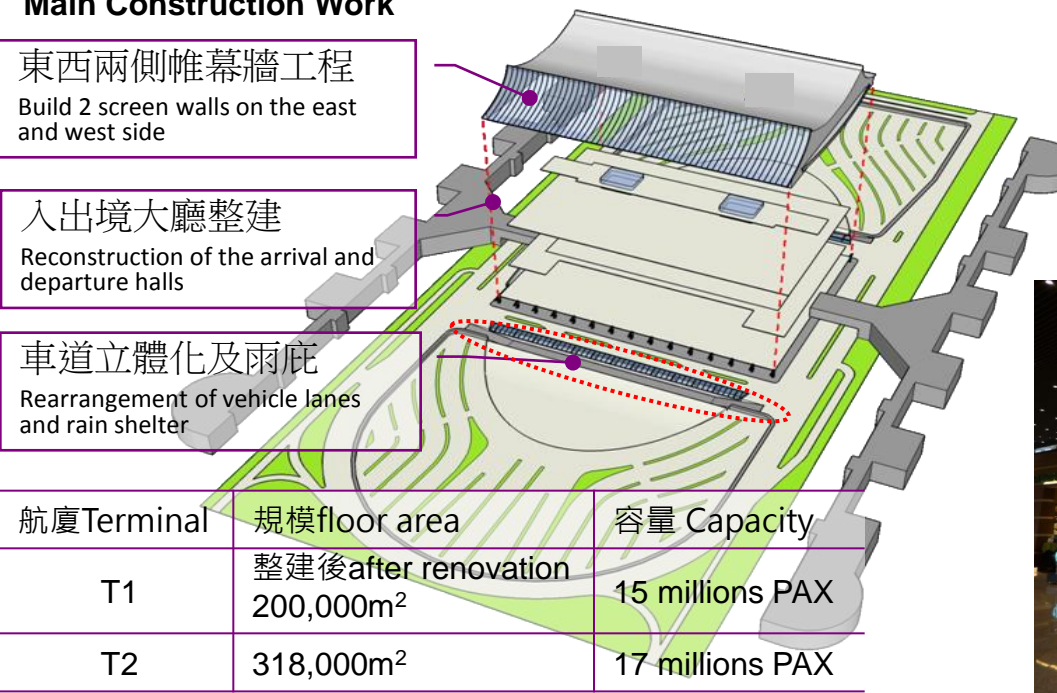 Main Construction Work
東西兩側帷幕牆工程
Build 2 screen walls on the east
and west side
入出境大廳整建
Reconstruction of the arrival and
departure halls
車道立體化及雨庇
Rearrangement of vehicle lanes
and rain shelter
航廈Terminal 規模floor area 容量 Capacity
整建後after renovation
T1 200,000m² 15 millions PAX
T2 318,000m² 17 millions PAX